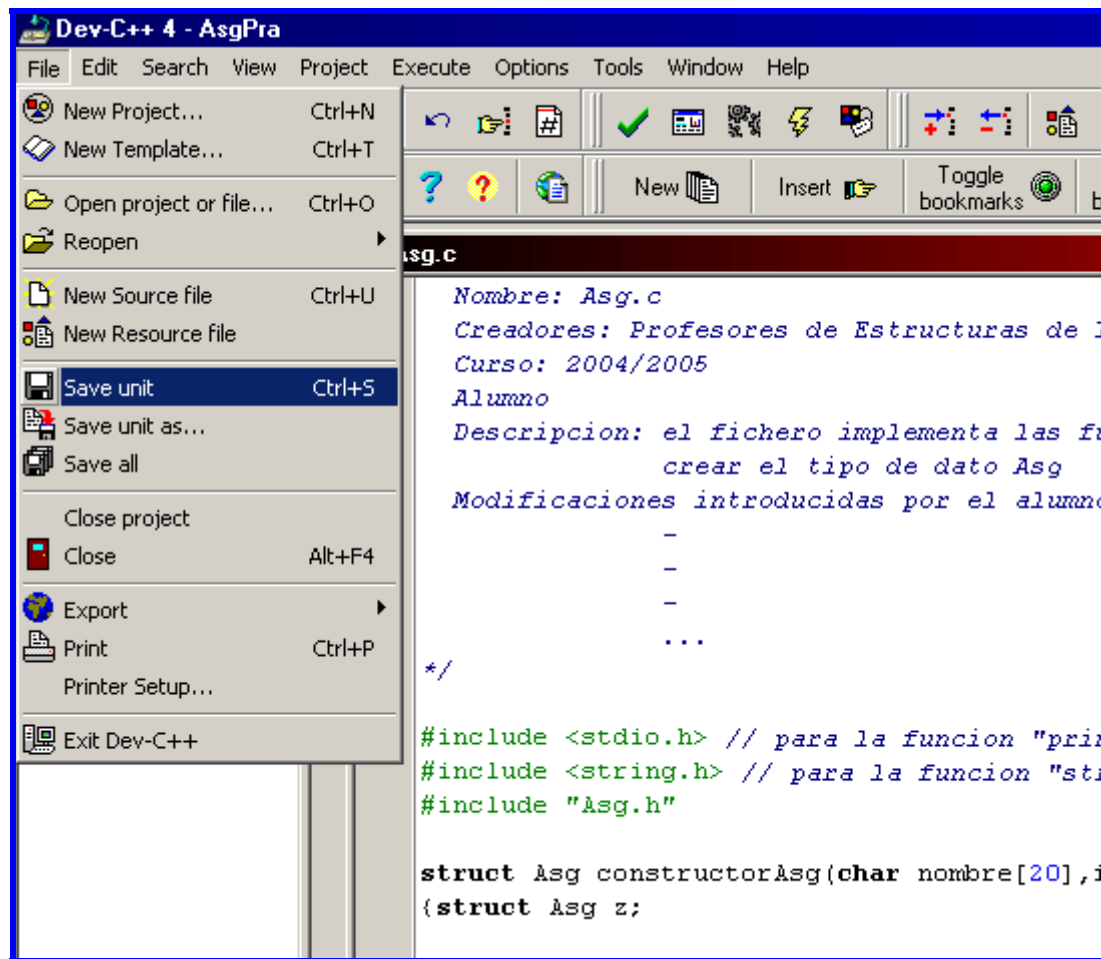 Dev-C++ 4 - AsgPra
File Edit Search View Project Execute Options Tools Window Help
New Project... Ctrl+N
New Template... Ctrl+T
Open project or file... Ctrl+O
Reopen
New Source file Ctrl+U
New Resource file
Save unit Ctrl+S
Save unit as...
Save all
Close project
Close Alt+F4
Export
Print Ctrl+P
Printer Setup...
Exit Dev-C++
New Insert Toggle
bookmarks
Asg.c
Nombre: Asg.c
Creadores: Profesores de Estructuras de
Curso: 2004/2005
Alumno
Descripcion: el fichero implementa las fu
crear el tipo de dato Asg
Modificaciones introducidas por el alumno
-
-
-
...
*/
#include <stdio.h> // para la funcion "prin
#include <string.h> // para la funcion "str
#include "Asg.h"
struct Asg constructorAsg(char nombre[20],i
{struct Asg z;